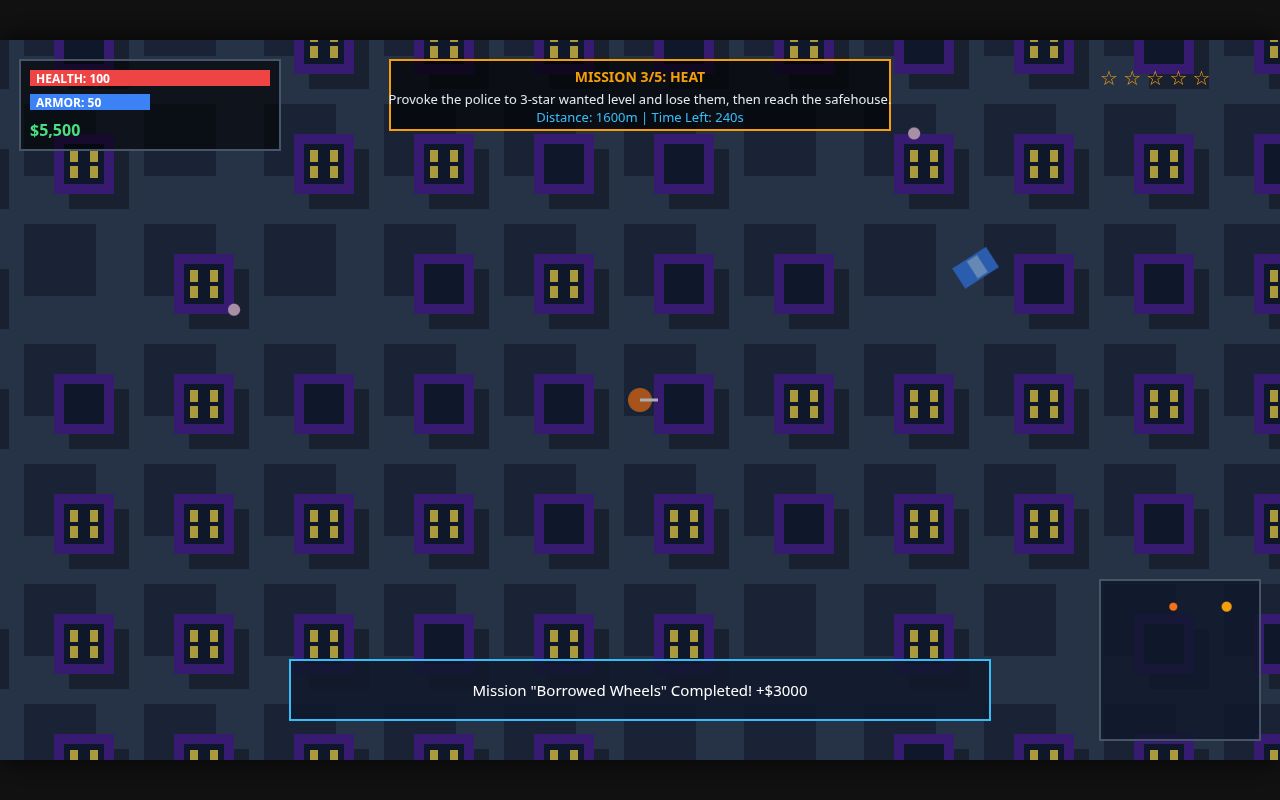 HEALTH: 100
ARMOR: 50
$5,500
MISSION 3/5: HEAT
Provoke the police to 3-star wanted level and lose them, then reach the safehouse.
Distance: 1600m | Time Left: 240s
☆ ☆ ☆ ☆ ☆
Mission "Borrowed Wheels" Completed! +$3000